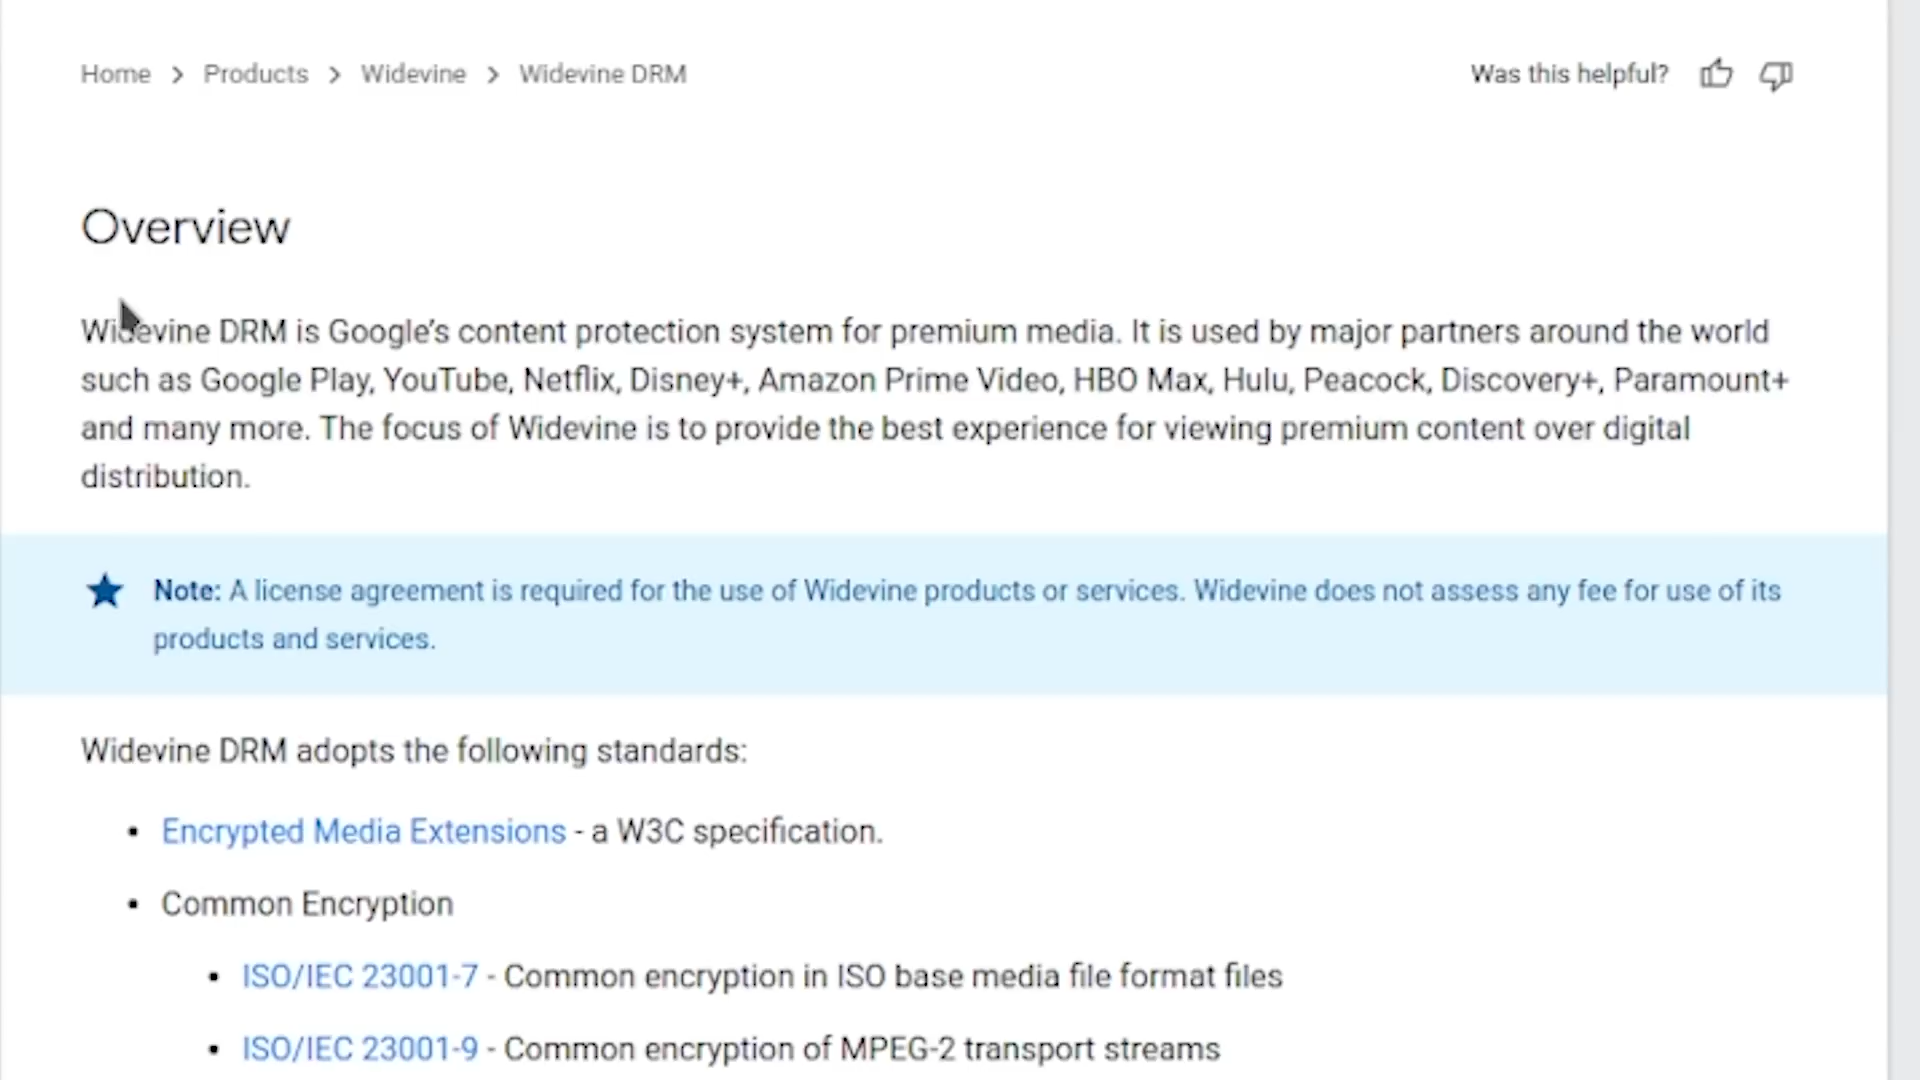 Home > Products > Widevine > Widevine DRM
Was this helpful?
Overview
Widevine DRM is Google’s content protection system for premium media. It is used by major partners around the world
such as Google Play, YouTube, Netflix, Disney+, Amazon Prime Video, HBO Max, Hulu, Peacock, Discovery+, Paramount+
and many more. The focus of Widevine is to provide the best experience for viewing premium content over digital
distribution.
Note: A license agreement is required for the use of Widevine products or services. Widevine does not assess any fee for use of its
products and services.
Widevine DRM adopts the following standards:
• Encrypted Media Extensions - a W3C specification.
• Common Encryption
• ISO/IEC 23001-7 - Common encryption in ISO base media file format files
• ISO/IEC 23001-9 - Common encryption of MPEG-2 transport streams